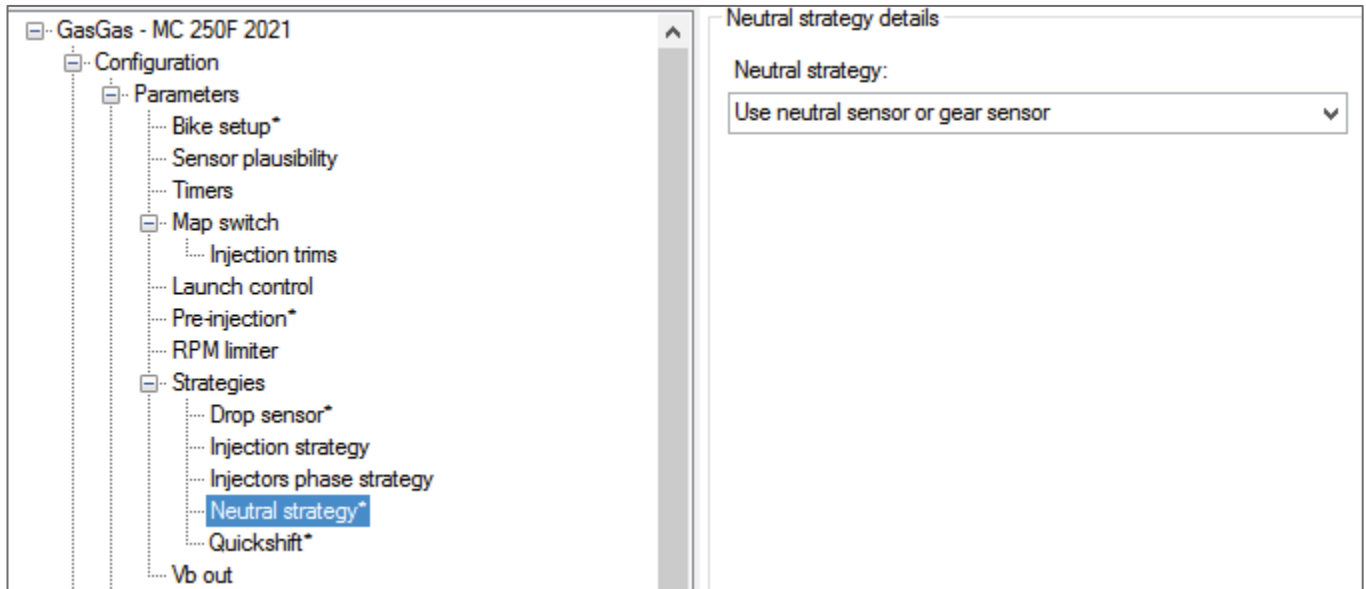 GasGas - MC 250F 2021
Configuration
Parameters
Bike setup*
Sensor plausibility
Timers
Map switch
Injection trims
Launch control
Pre-injection*
RPM limiter
Strategies
Drop sensor*
Injection strategy
Injectors phase strategy
Neutral strategy*
Quickshift*
Vb out
Neutral strategy details
Neutral strategy:
Use neutral sensor or gear sensor